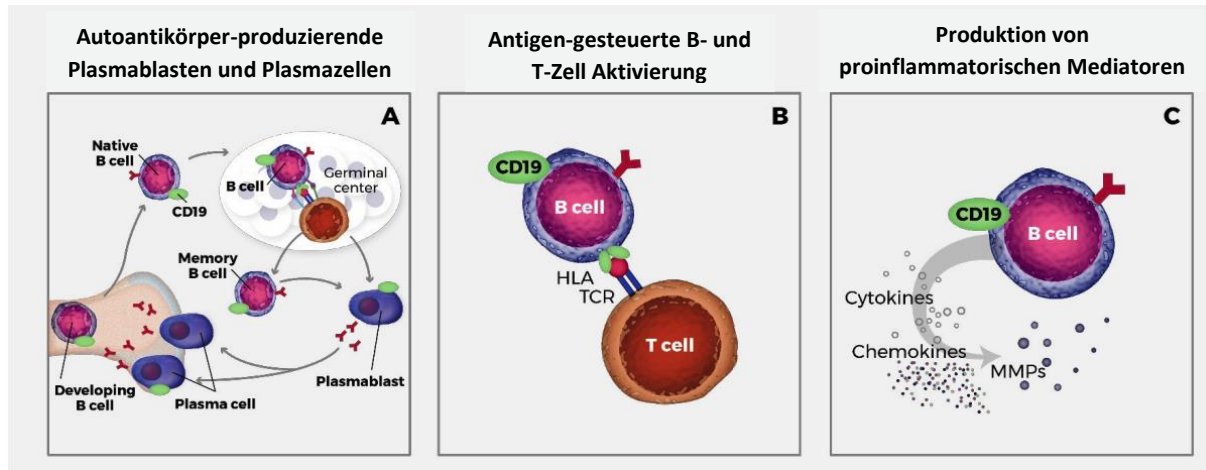 Autoantikörper-produzierende
Plasmablasten und Plasmazellen
A
Native
B cell
CD19
B cell
Germinal
center
Memory
B cell
Developing
B cell
Plasma cell
Plasmablast
Antigen-gesteuerte B- und
T-Zell Aktivierung
B
CD19
B cell
HLA
TCR
T cell
Produktion von
proinflammatorischen Mediatoren
C
CD19
B cell
Cytokines
Chemokines
MMPs